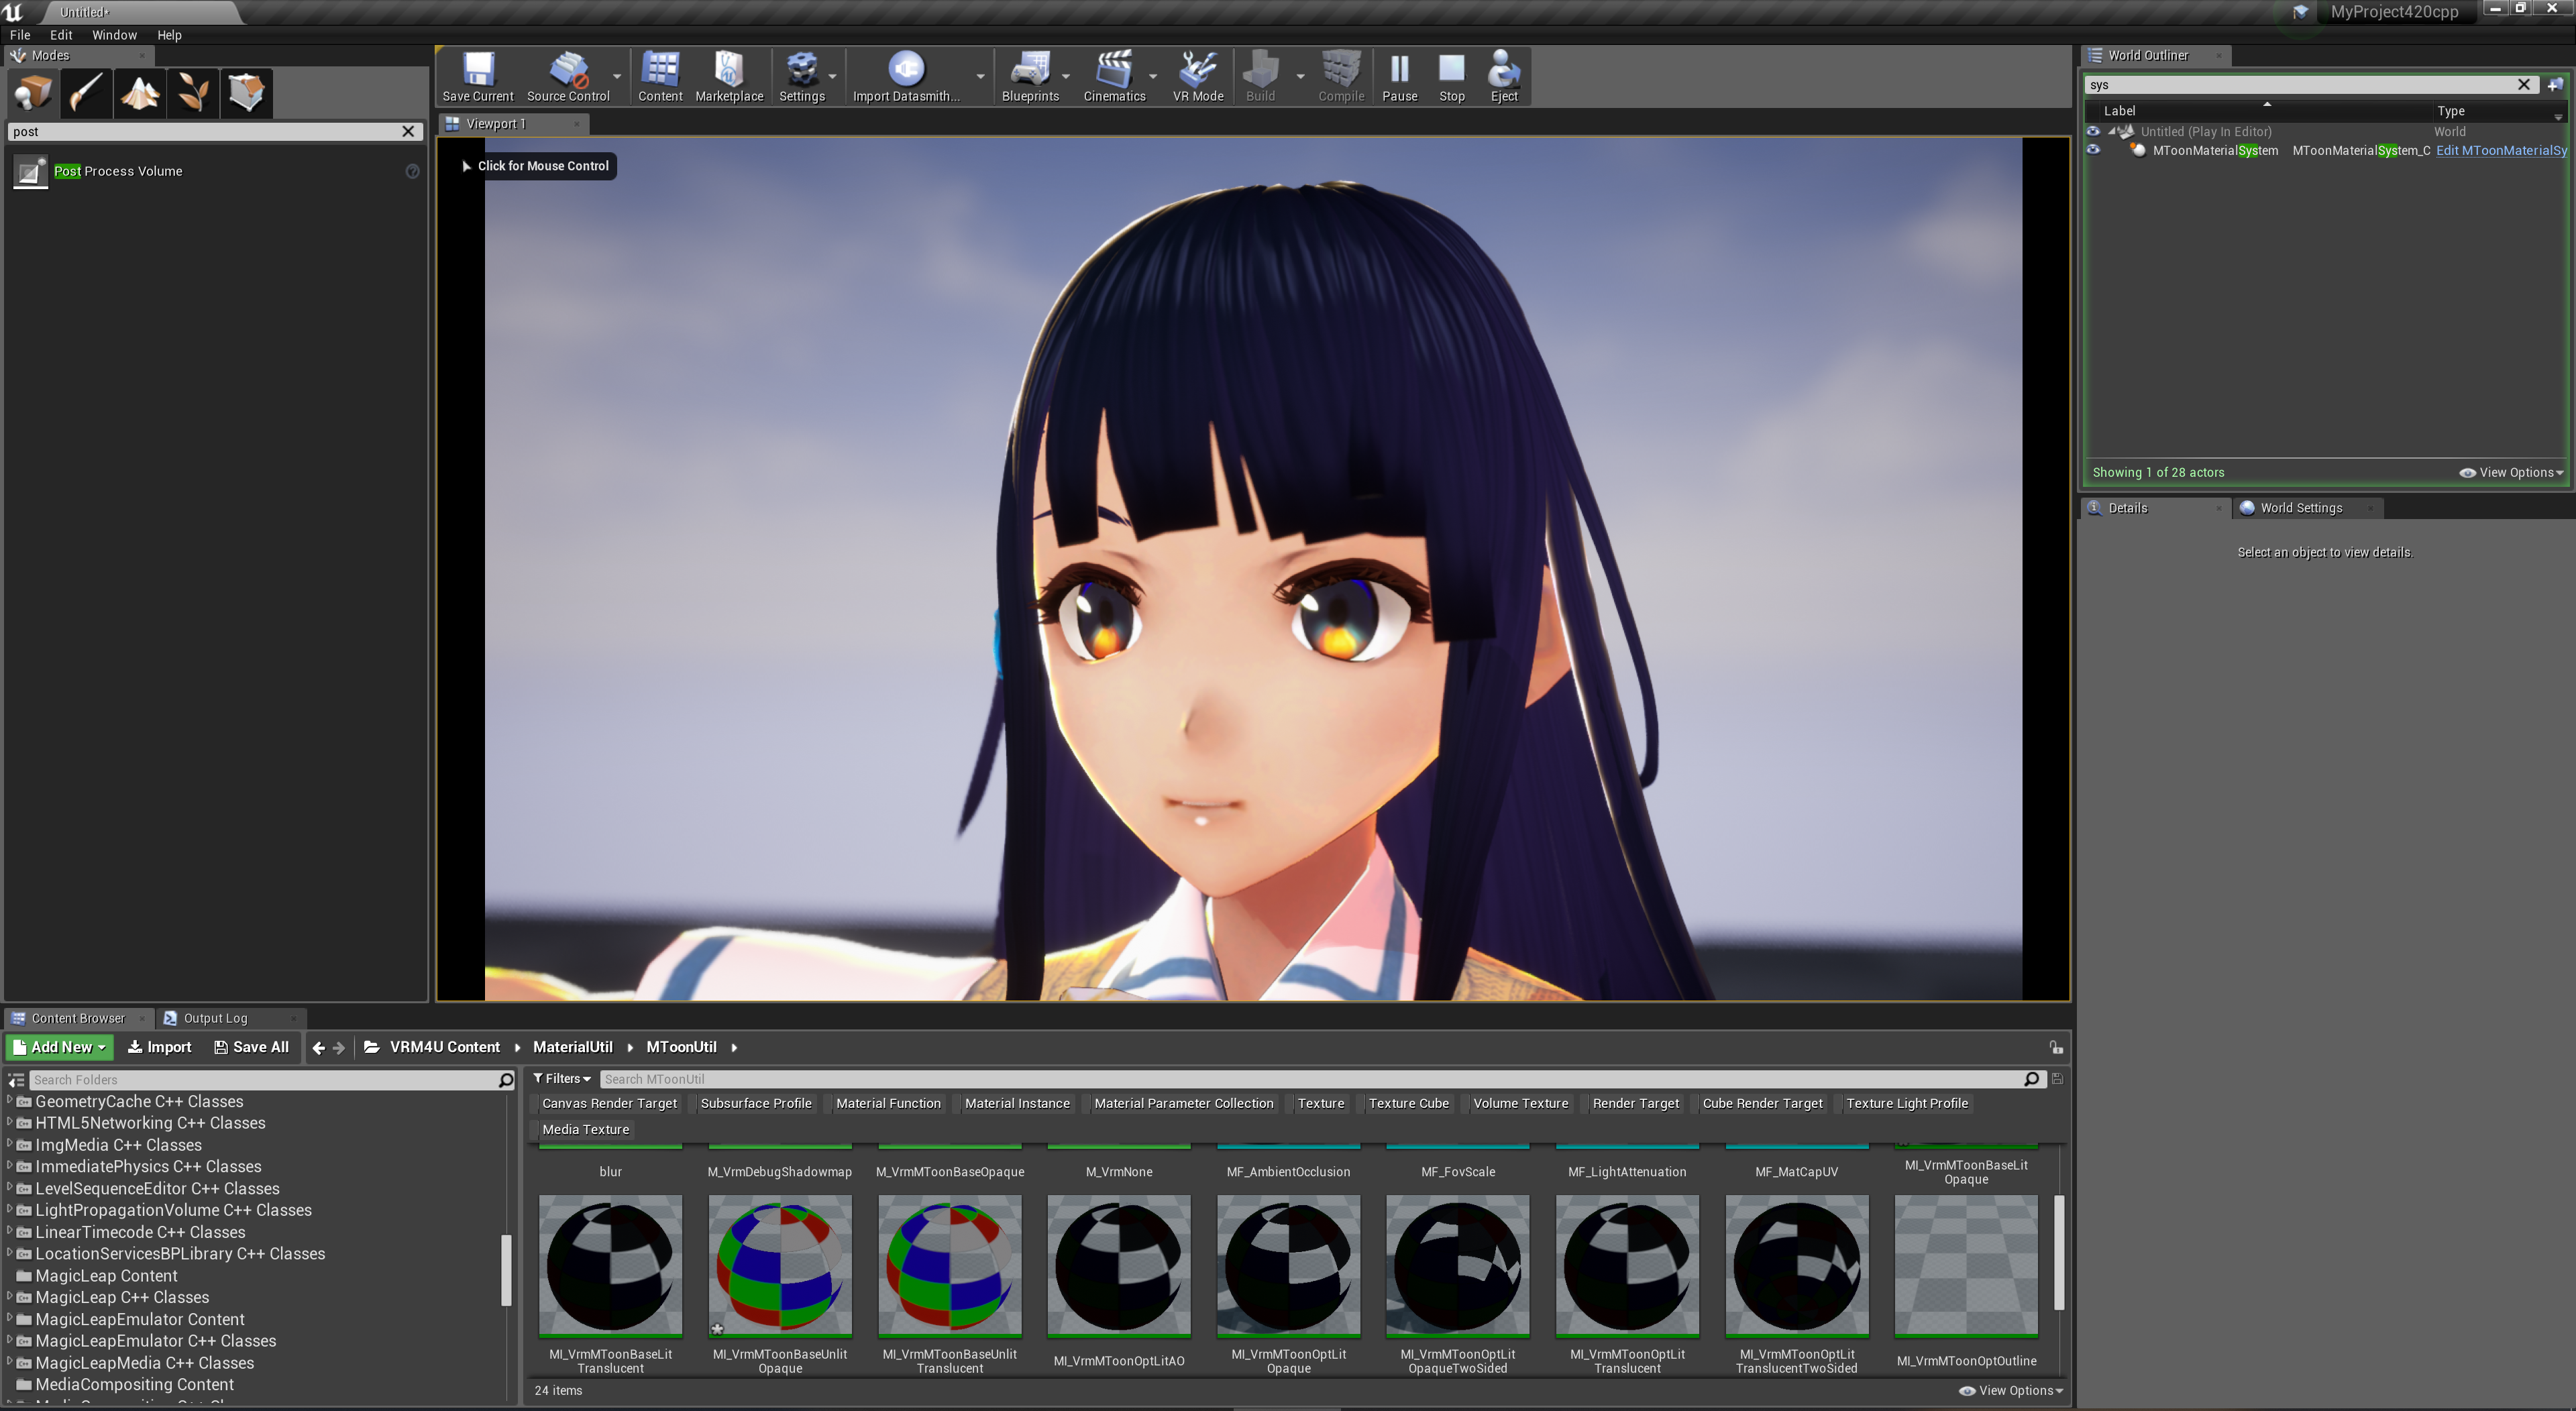 Untitled*
MyProject420cpp
File Edit Window Help
Modes
post
Post Process Volume
Save Current Source Control Content Marketplace Settings Import Datasmith... Blueprints Cinematics VR Mode Build Compile Pause Stop Eject
Viewport 1
Click for Mouse Control
World Outliner
sys
Label Type
Untitled (Play In Editor) World
MToonMaterialSystem MToonMaterialSystem_C Edit MToonMaterialSy
Showing 1 of 28 actors View Options
Details World Settings
Select an object to view details.
Content Browser Output Log
Add New Import Save All VRM4U Content MaterialUtil MToonUtil
Search Folders
GeometryCache C++ Classes
HTML5Networking C++ Classes
ImgMedia C++ Classes
ImmediatePhysics C++ Classes
LevelSequenceEditor C++ Classes
LightPropagationVolume C++ Classes
LinearTimecode C++ Classes
LocationServicesBPLibrary C++ Classes
MagicLeap Content
MagicLeap C++ Classes
MagicLeapEmulator Content
MagicLeapEmulator C++ Classes
MagicLeapMedia C++ Classes
MediaCompositing Content
Filters Search MToonUtil
Canvas Render Target Subsurface Profile Material Function Material Instance Material Parameter Collection Texture Texture Cube Volume Texture Render Target Cube Render Target Texture Light Profile
Media Texture
blur M_VrmDebugShadowmap M_VrmMToonBaseOpaque M_VrmNone MF_AmbientOcclusion MF_FovScale MF_LightAttenuation MF_MatCapUV MI_VrmMToonBaseLit
Opaque
MI_VrmMToonBaseLit MI_VrmMToonBaseUnlit MI_VrmMToonBaseUnlit MI_VrmMToonOptLitAO MI_VrmMToonOptLit MI_VrmMToonOptLit MI_VrmMToonOptLit MI_VrmMToonOptLit MI_VrmMToonOptOutline
Translucent Opaque Translucent Opaque OpaqueTwoSided Translucent TranslucentTwoSided
24 items View Options